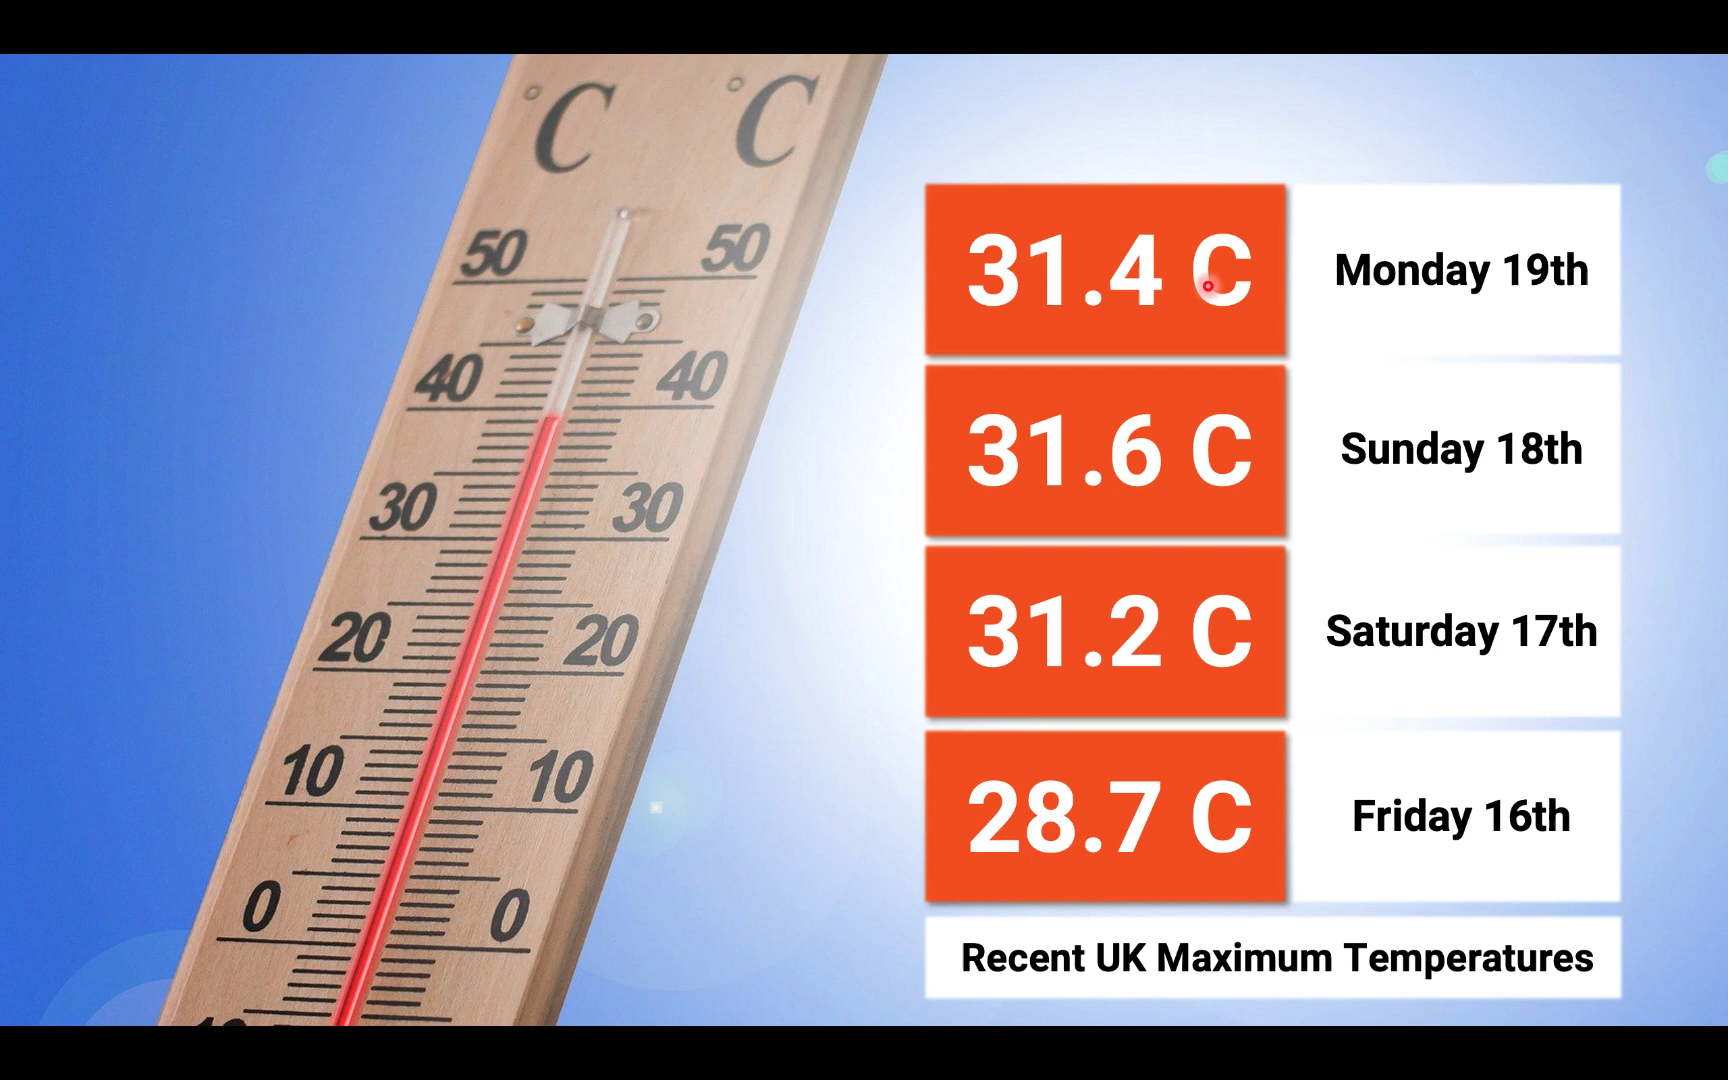 °C °C
50 50
40 40
30 30
20 20
10 10
0 0
31.4 C Monday 19th
31.6 C Sunday 18th
31.2 C Saturday 17th
28.7 C Friday 16th
Recent UK Maximum Temperatures